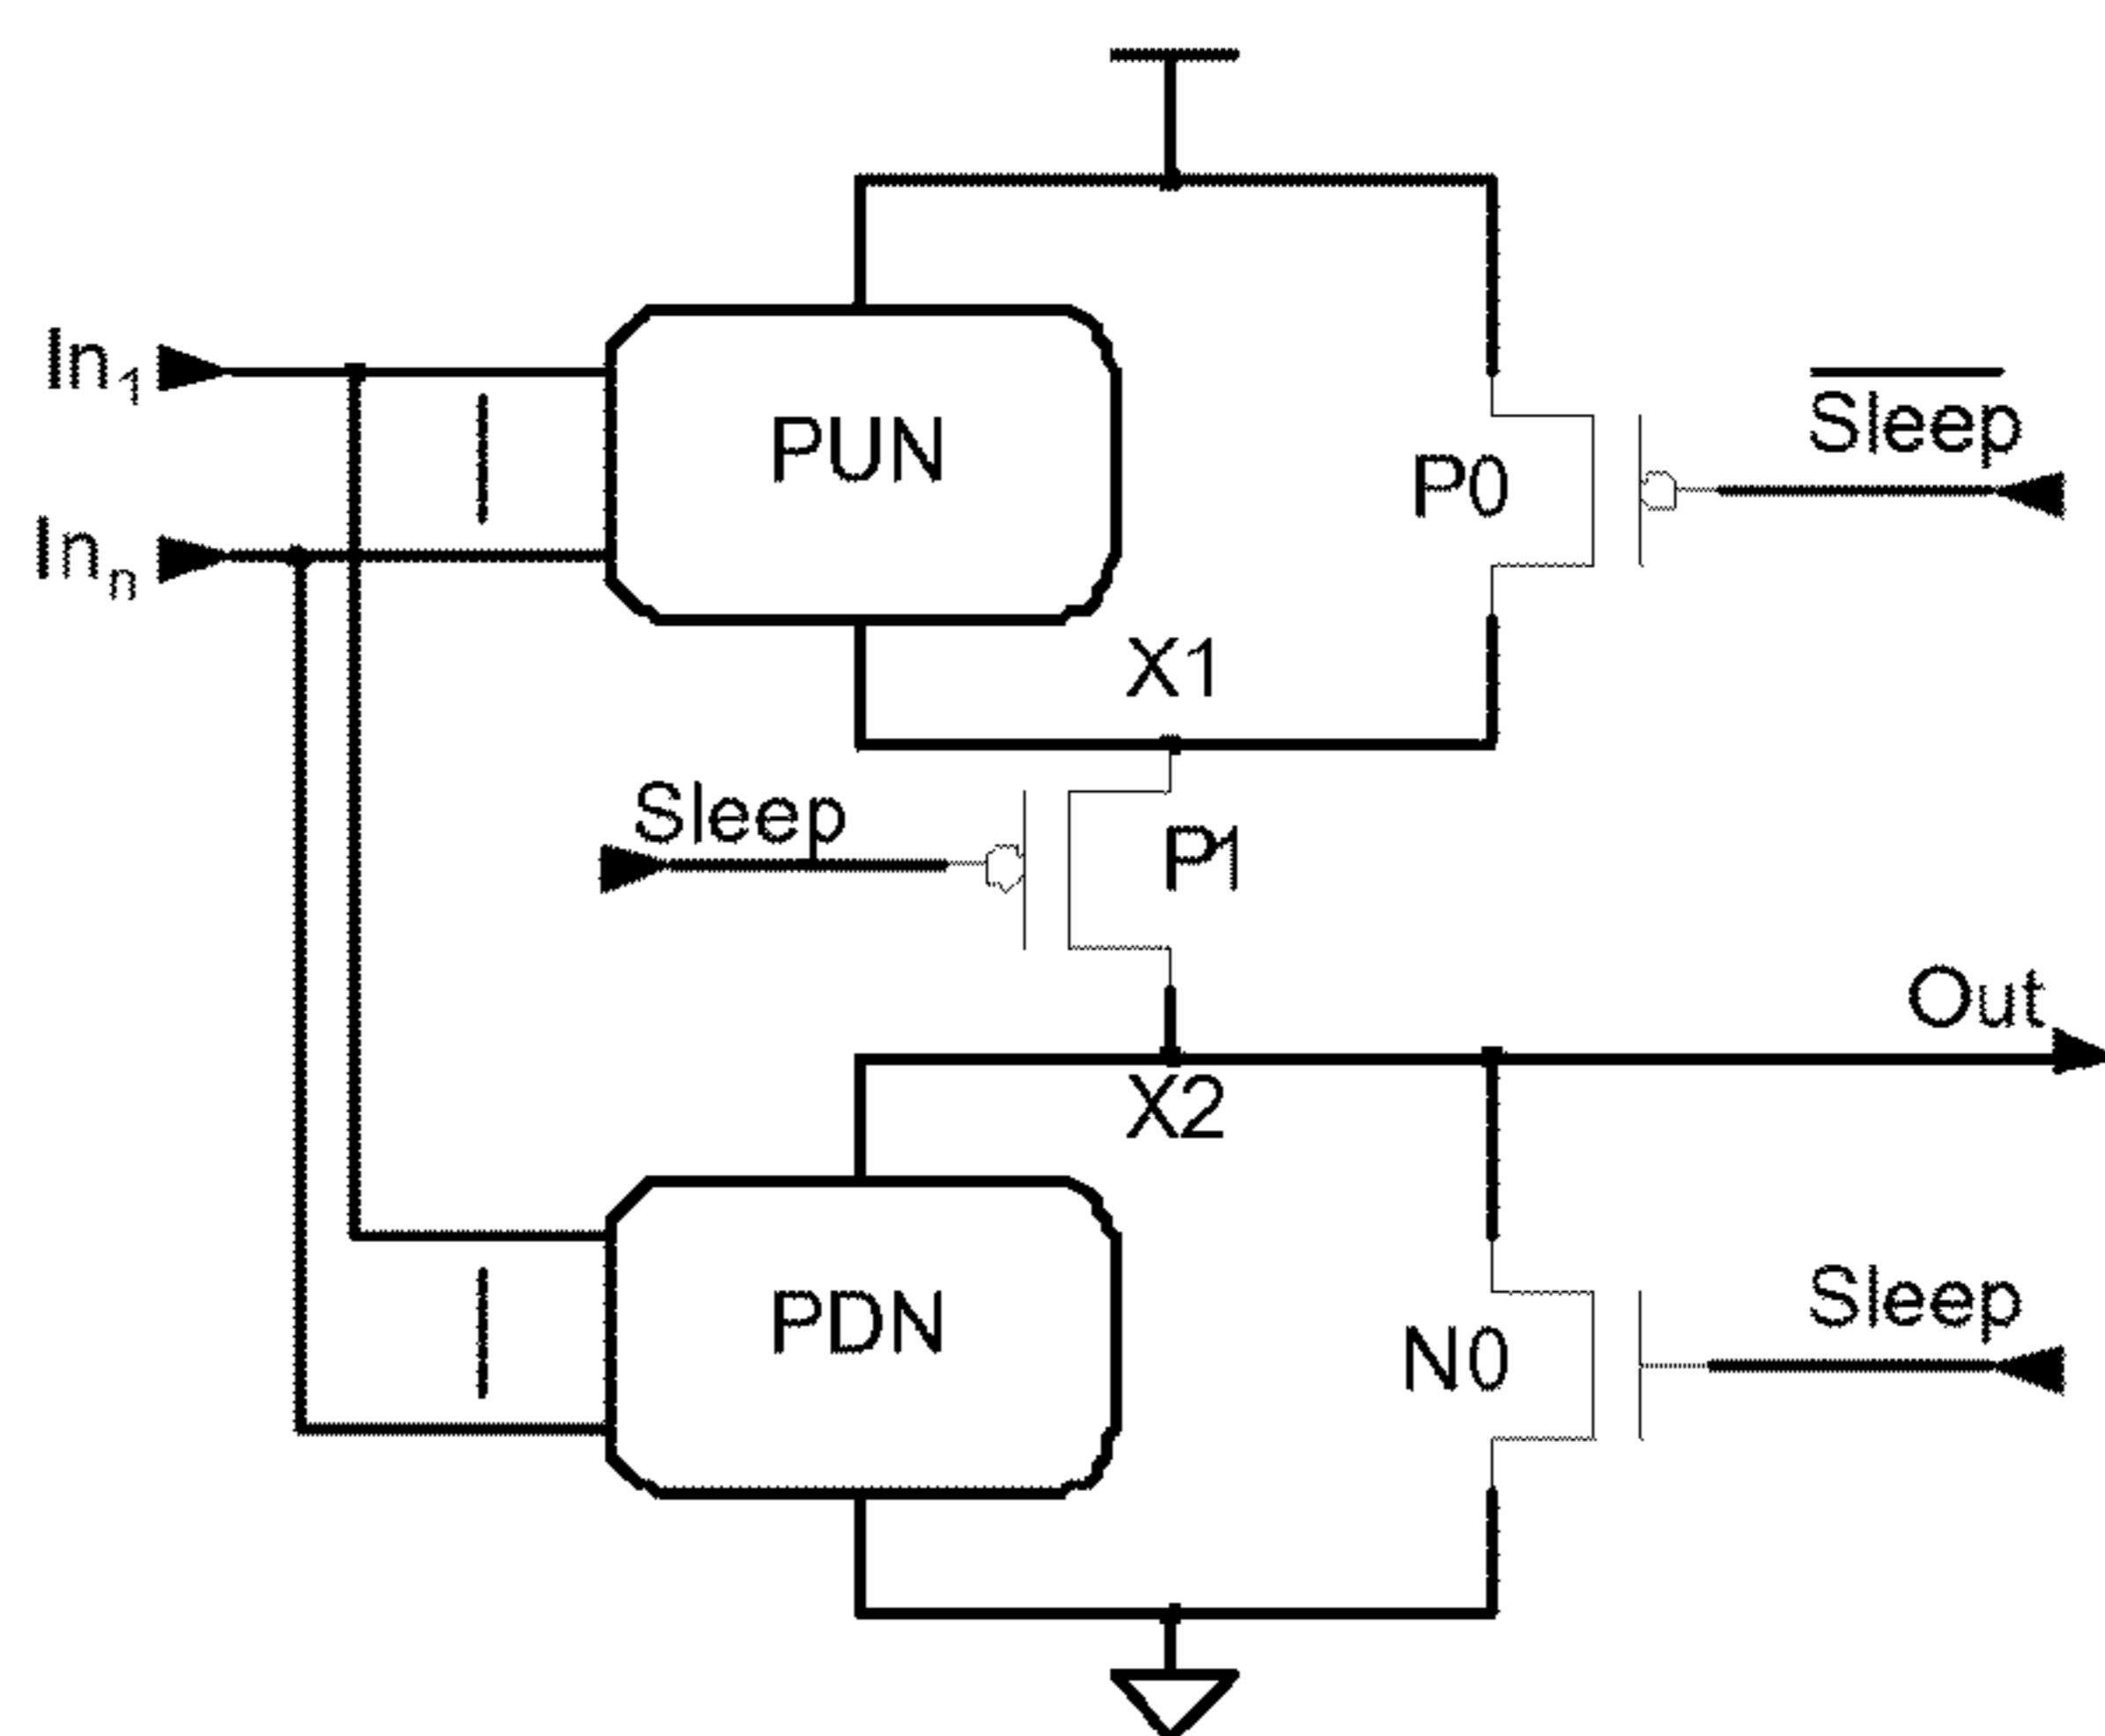 In1
PUN
Sleep
P0
Inn
X1
Sleep
P1
Out
X2
PDN
Sleep
N0